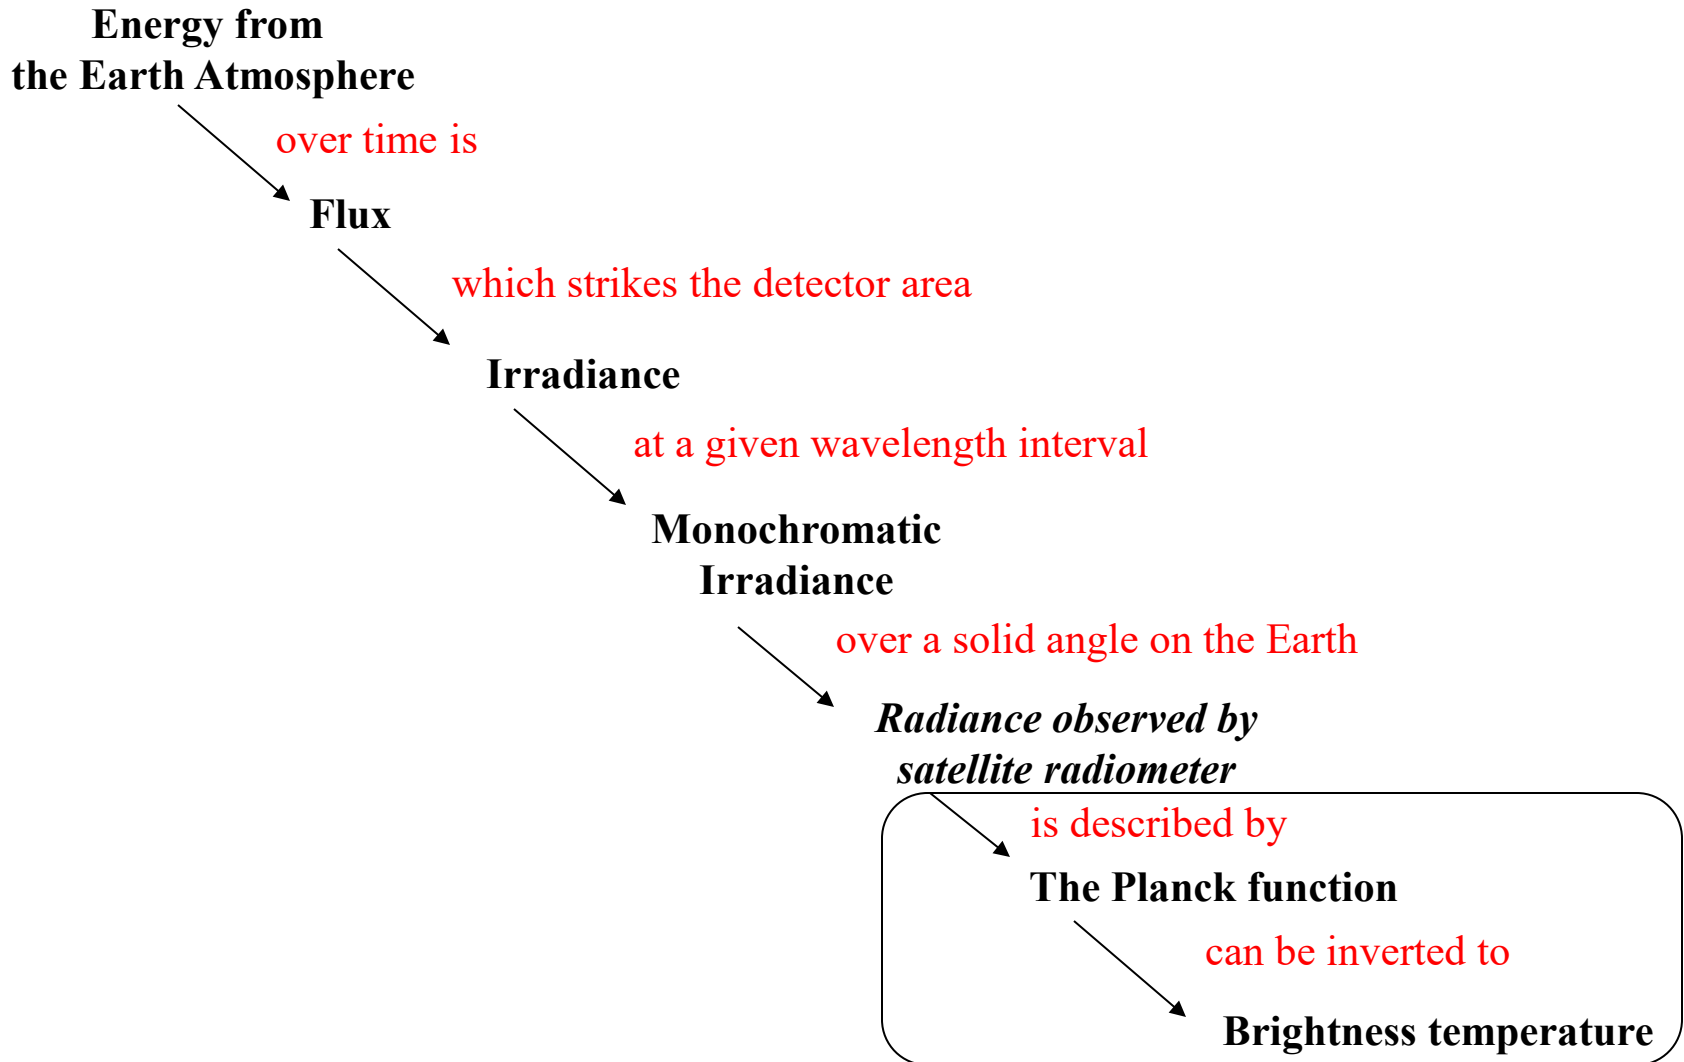 Energy from
the Earth Atmosphere
over time is
Flux
which strikes the detector area
Irradiance
at a given wavelength interval
Monochromatic
Irradiance
over a solid angle on the Earth
Radiance observed by
satellite radiometer
is described by
The Planck function
can be inverted to
Brightness temperature